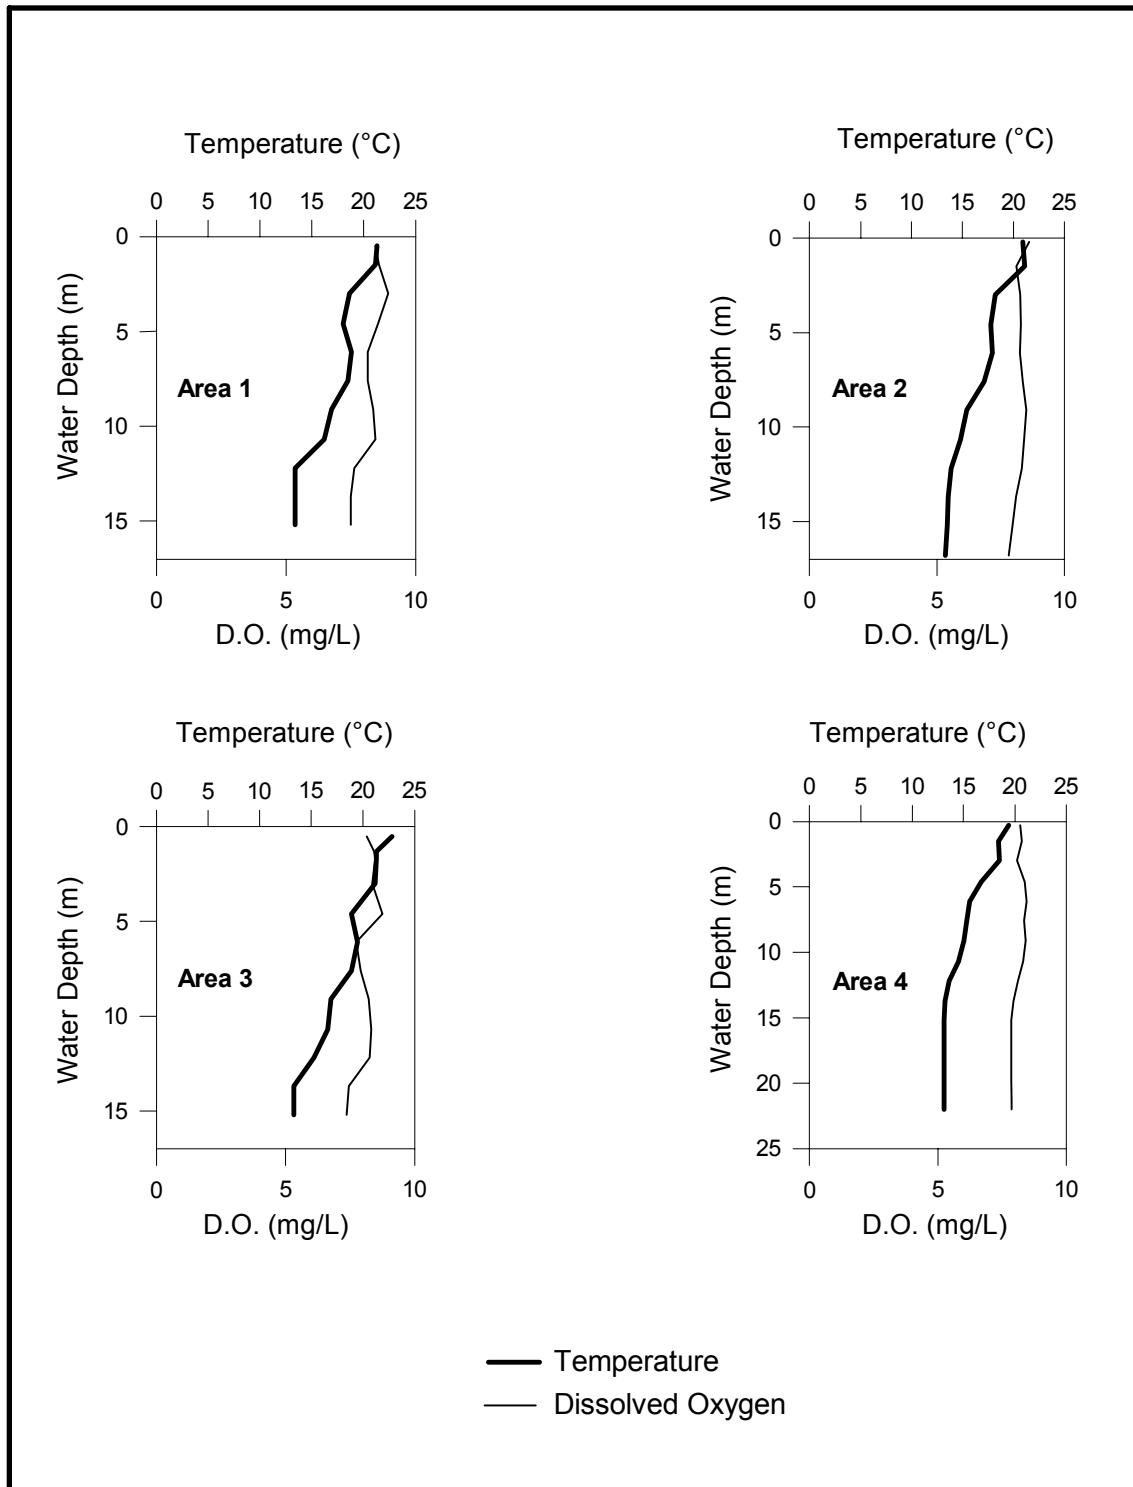 Temperature (°C)
0 5 10 15 20 25
0
5
10
15
Water Depth (m)
Area 1
0 5 10
D.O. (mg/L)
Temperature (°C)
0 5 10 15 20 25
0
5
10
15
Water Depth (m)
Area 2
0 5 10
D.O. (mg/L)
Temperature (°C)
0 5 10 15 20 25
0
5
10
15
Water Depth (m)
Area 3
0 5 10
D.O. (mg/L)
Temperature (°C)
0 5 10 15 20 25
0
5
10
15
20
25
Water Depth (m)
Area 4
0 5 10
D.O. (mg/L)
Temperature
Dissolved Oxygen